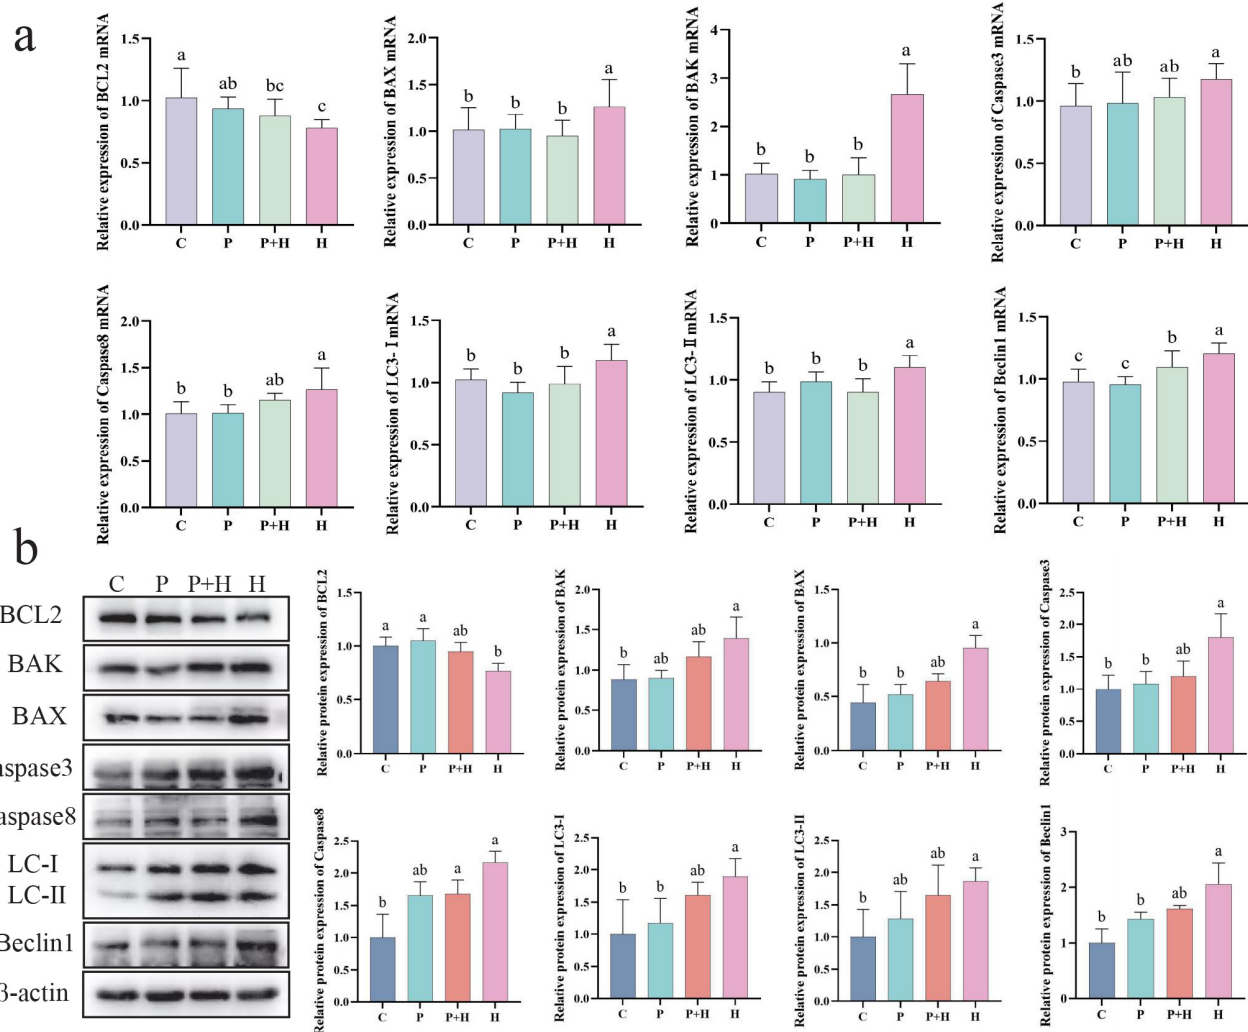 a
Relative expression of BCL2 mRNA
1.5
1.0
0.5
0.0
a
ab
bc
c
C P P+H H
Relative expression of BAX mRNA
2.0
1.5
1.0
0.5
0.0
b
b
b
a
C P P+H H
Relative expression of BAK mRNA
4
3
2
1
0
b
b
b
a
C P P+H H
Relative expression of Caspase3 mRNA
1.5
1.0
0.5
0.0
b
ab
ab
a
C P P+H H
Relative expression of Caspase8 mRNA
2.0
1.5
1.0
0.5
0.0
b
b
ab
a
C P P+H H
Relative expression of LC3-I mRNA
1.5
1.0
0.5
0.0
b
b
b
a
C P P+H H
Relative expression of LC3-II mRNA
1.5
1.0
0.5
0.0
b
b
b
a
C P P+H H
Relative expression of Beclin1 mRNA
1.5
1.0
0.5
0.0
c
c
b
a
C P P+H H
b
C P P+H H
BCL2
BAK
BAX
aspase3
aspase8
LC-I
LC-II
Beclin1
3-actin
Relative protein expression of BCL2
1.5
1.0
0.5
0.0
a
a
ab
b
C P P+H H
Relative protein expression of BAK
2.0
1.5
1.0
0.5
0.0
b
ab
ab
a
C P P+H H
Relative protein expression of BAX
1.5
1.0
0.5
0.0
b
b
ab
a
C P P+H H
Relative protein expression of Caspase3
2.5
2.0
1.5
1.0
0.5
0.0
b
b
ab
a
C P P+H H
Relative protein expression of Caspase8
2.5
2.0
1.5
1.0
0.5
0.0
b
ab
a
a
C P P+H H
Relative protein expression of LC3-I
2.5
2.0
1.5
1.0
0.5
0.0
b
b
ab
a
C P P+H H
Relative protein expression of LC3-II
2.5
2.0
1.5
1.0
0.5
0.0
b
ab
ab
a
C P P+H H
Relative protein expression of Beclin1
3
2
1
0
b
b
ab
a
C P P+H H